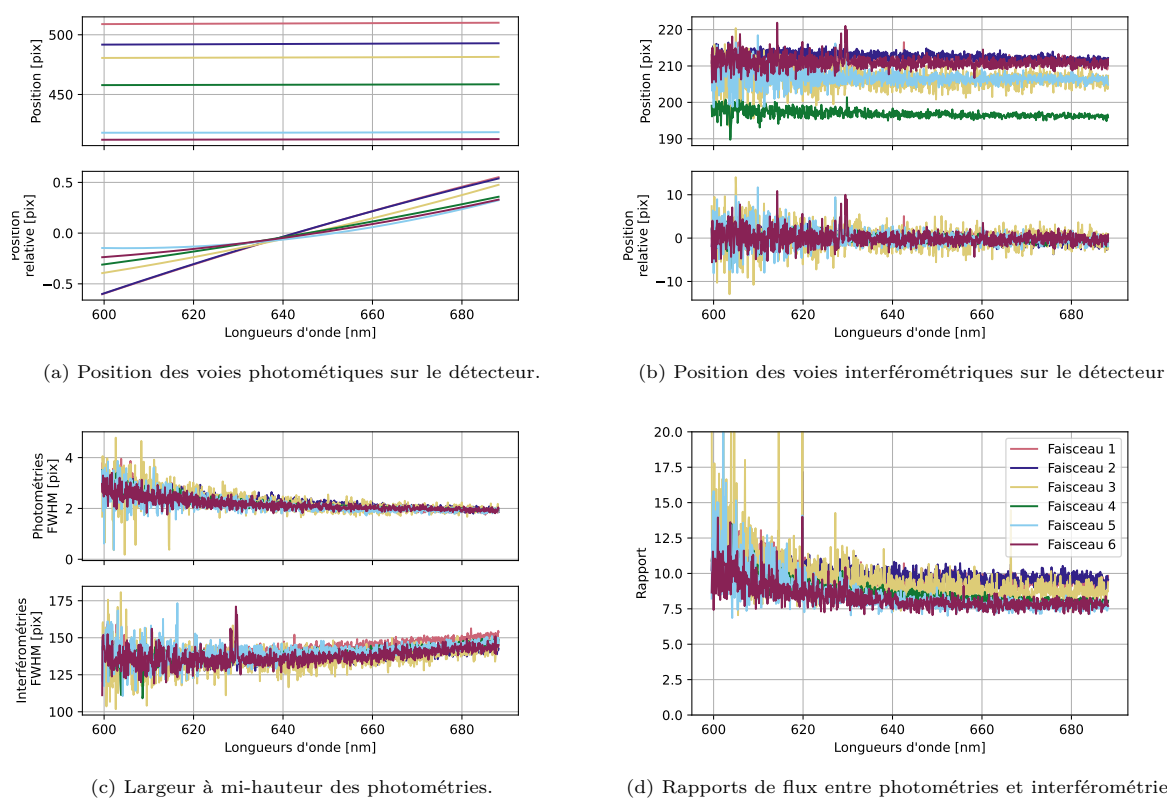 500
450
Position [pix]
0.5
0.0
−0.5
Position
relative [pix]
600
620
640
660
680
Longueurs d'onde [nm]
(a) Position des voies photométiques sur le détecteur.
220
210
200
190
Position [pix]
10
0
−10
Position
relative [pix]
600
620
640
660
680
Longueurs d'onde [nm]
(b) Position des voies interférométriques sur le détecteur
4
2
0
Photométries
FWHM [pix]
175
150
125
100
Interférométries
FWHM [pix]
600
620
640
660
680
Longueurs d'onde [nm]
(c) Largeur à mi-hauteur des photométries.
20.0
17.5
15.0
12.5
10.0
7.5
5.0
2.5
0.0
Rapport
Faisceau 1
Faisceau 2
Faisceau 3
Faisceau 4
Faisceau 5
Faisceau 6
600
620
640
660
680
Longueurs d'onde [nm]
(d) Rapports de flux entre photométries et interférométrie